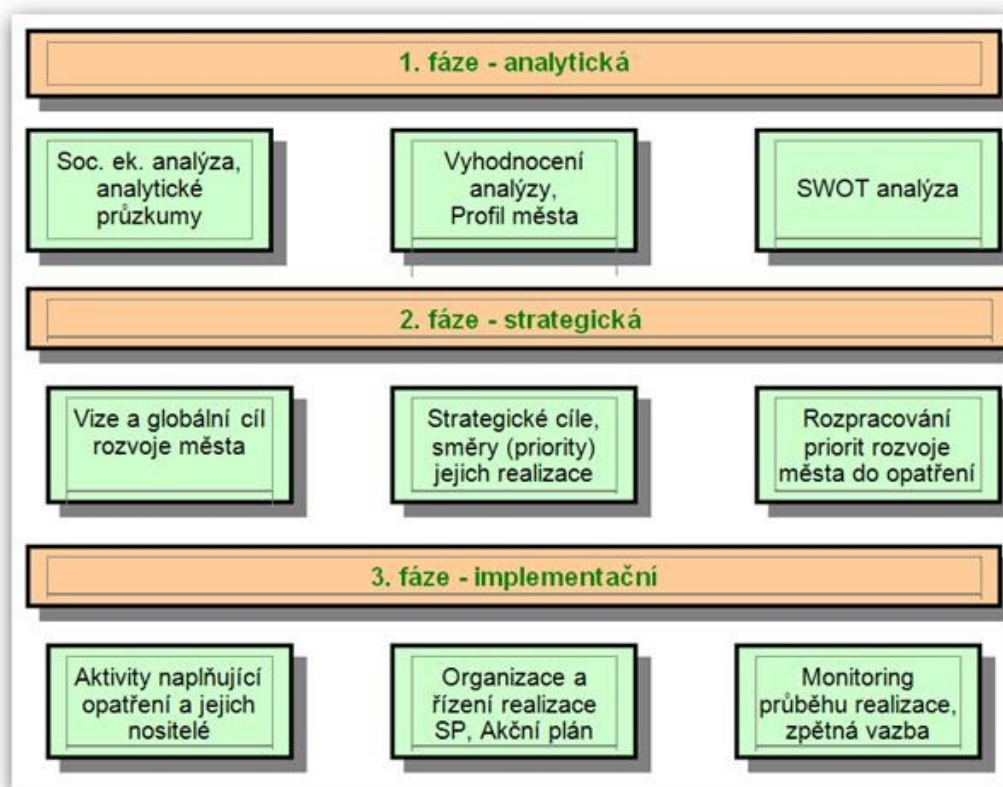 1. fáze - analytická
Soc. ek. analýza,
analytické
průzkumy
Vyhodnocení
analýzy,
Profil města
SWOT analýza
2. fáze - strategická
Vize a globální cíl
rozvoje města
Strategické cíle,
směry (priority)
jejich realizace
Rozpracování
priorit rozvoje
města do opatření
3. fáze - implementační
Aktivity naplňující
opatření a jejich
nositelé
Organizace a
řízení realizace
SP, Akční plán
Monitoring
průběhu realizace,
zpětná vazba